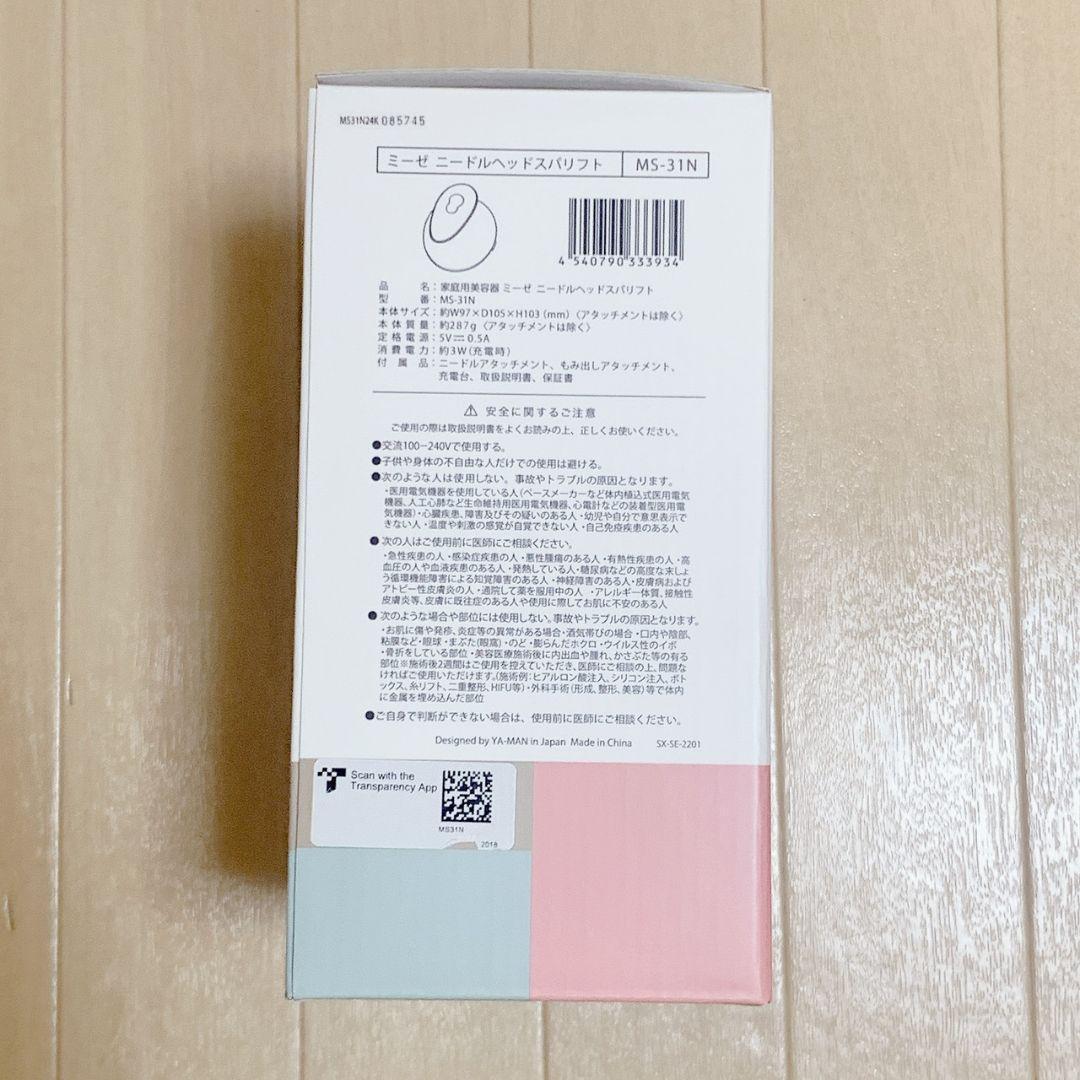 MS31N24K 085745
ミーゼ ニードルヘッドスパリフト MS-31N
4 540790 333934
品名：家庭用美容器 ミーゼ ニードルヘッドスパリフト
型番：MS-31N
本体サイズ：約W97×D105×H103（mm）〈アタッチメントは除く〉
本体質量：約287g〈アタッチメントは除く〉
定格電源：5V⎓0.5A
消費電力：約3W（充電時）
付属品：ニードルアタッチメント、もみ出しアタッチメント、
充電台、取扱説明書、保証書
⚠ 安全に関するご注意
ご使用の際は取扱説明書をよくお読みの上、正しくお使いください。
●交流100−240Vで使用する。
●子供や身体の不自由な人だけでの使用は避ける。
●次のような人は使用しない。事故やトラブルの原因となります。
・医用電気機器を使用している人（ペースメーカーなど体内植込式医用電気
機器、人工心肺など生命維持用医用電気機器、心電計などの装着型医用電
気機器）・心臓疾患、障害及びその疑いのある人・幼児や自分で意思表示で
きない人・温度や刺激の感覚が自覚できない人・自己免疫疾患のある人
●次の人はご使用前に医師にご相談ください。
・急性疾患の人・感染症疾患の人・悪性腫瘍のある人・有熱性疾患の人・高
血圧の人や血液疾患のある人・発熱している人・糖尿病などの高度な末しょ
う循環機能障害による知覚障害のある人・神経障害のある人・皮膚病および
アトピー性皮膚炎の人・通院して薬を服用中の人・アレルギー体質、接触性
皮膚炎等、皮膚に既往症のある人や使用に際してお肌に不安のある人
●次のような場合や部位には使用しない。事故やトラブルの原因となります。
・お肌に傷や発疹、炎症等の異常がある場合・酒気帯びの場合・口内や陰部、
粘膜など・眼球・まぶた（眼窩）・のど・膨らんだホクロ・ウイルス性のイボ
・骨折をしている部位・美容医療施術後に内出血や腫れ、かさぶた等の有る
部位※施術後2週間はご使用を控えていただき、医師にご相談の上、問題な
ければご使用いただけます。（施術例：ヒアルロン酸注入、シリコン注入、ボト
ックス、糸リフト、二重整形、HIFU等）・外科手術（形成、整形、美容）等で体内
に金属を埋め込んだ部位
●ご自身で判断ができない場合は、使用前に医師にご相談ください。
Designed by YA-MAN in Japan Made in China SX-SE-2201
Scan with the
Transparency App
MS31N
2018